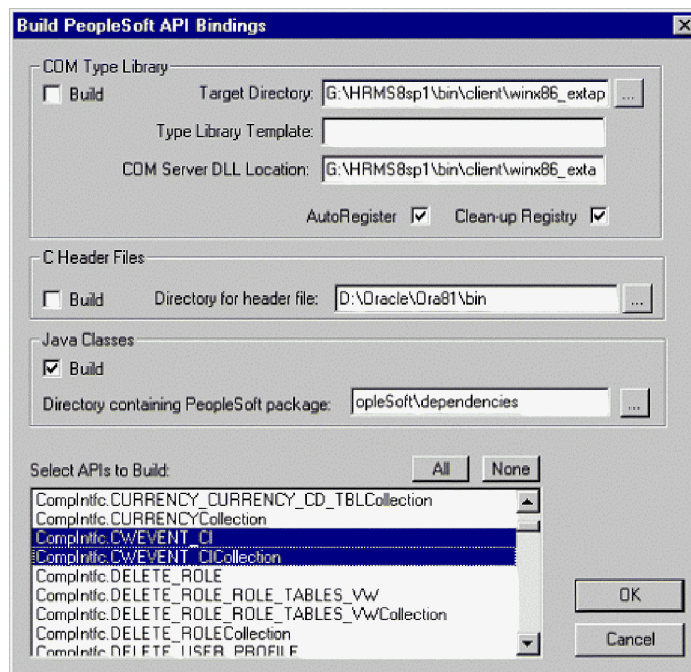 Build PeopleSoft API Bindings
COM Type Library
Build Target Directory: G:\HRMS8sp1\bin\client\winx86_extap ...
Type Library Template:
COM Server DLL Location: G:\HRMS8sp1\bin\client\winx86_exta
AutoRegister Clean-up Registry
C Header Files
Build Directory for header file: D:\Oracle\Ora81\bin ...
Java Classes
Build
Directory containing PeopleSoft package: opleSoft\dependencies ...
Select APIs to Build: All None
CompIntfc.CURRENCY_CURRENCY_CD_TBLCollection
CompIntfc.CURRENCYCollection
CompIntfc.CWEVENT_CI
CompIntfc.CWEVENT_CICollection
CompIntfc.DELETE_ROLE
CompIntfc.DELETE_ROLE_ROLE_TABLES_VW
CompIntfc.DELETE_ROLE_ROLE_TABLES_VWCollection
CompIntfc.DELETE_ROLECollection
CompIntfc.DELETE_USER_PROFILE
OK
Cancel